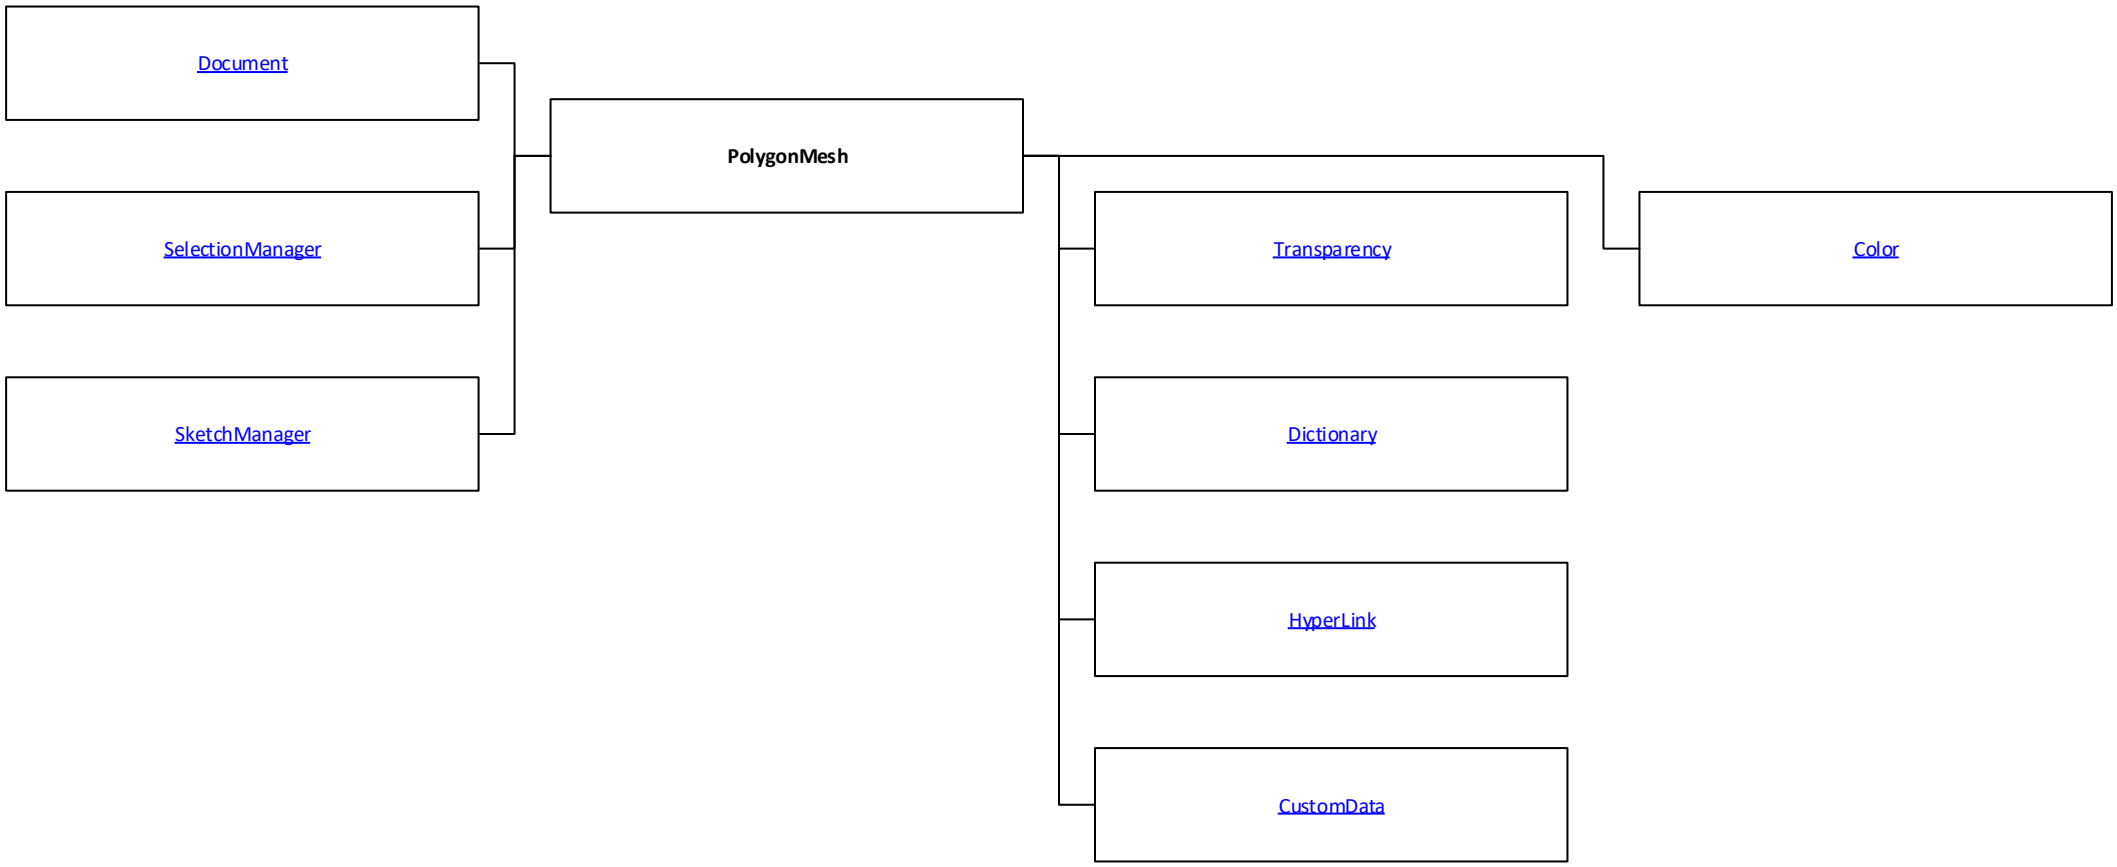 Document
PolygonMesh
SelectionManager
Transparency
Color
SketchManager
Dictionary
HyperLink
CustomData